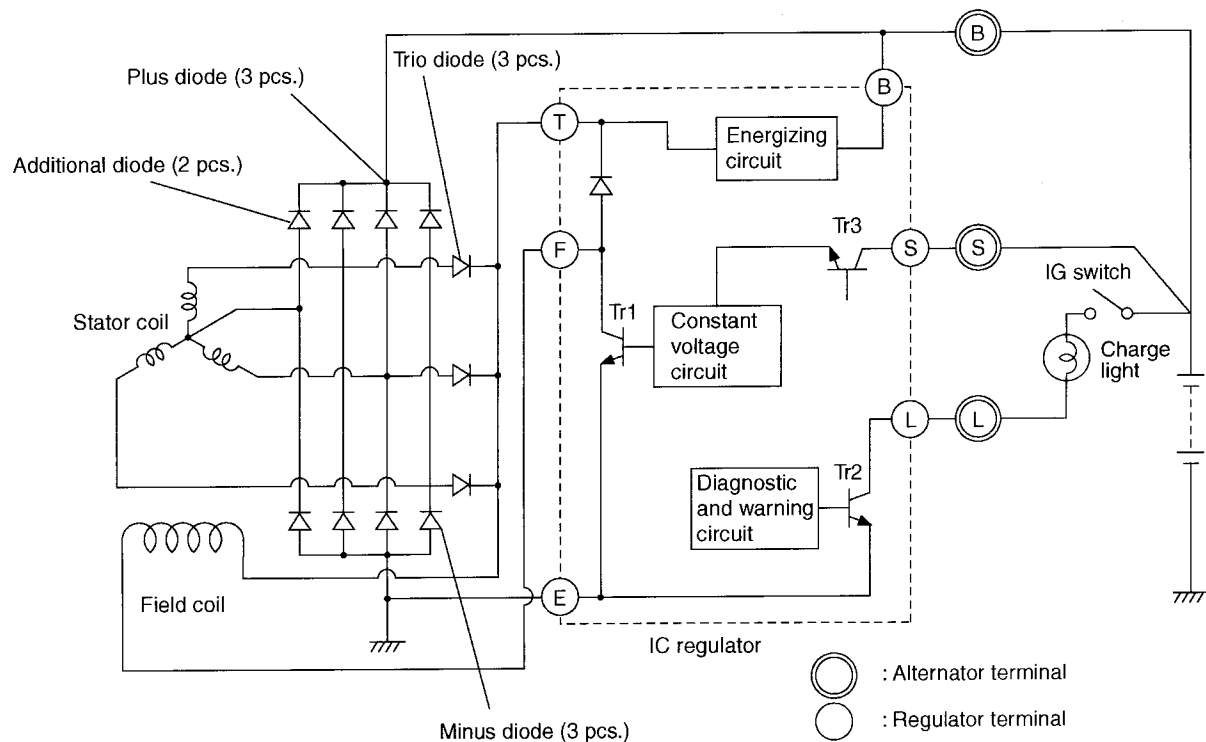 B
Trio diode (3 pcs.)
Plus diode (3 pcs.)
B
T
Energizing
circuit
Additional diode (2 pcs.)
Tr3
F
S
S
IG switch
Stator coil
Tr1
Constant
voltage
circuit
Charge
light
L
L
Diagnostic
and warning
circuit
Tr2
Field coil
E
IC regulator
: Alternator terminal
: Regulator terminal
Minus diode (3 pcs.)